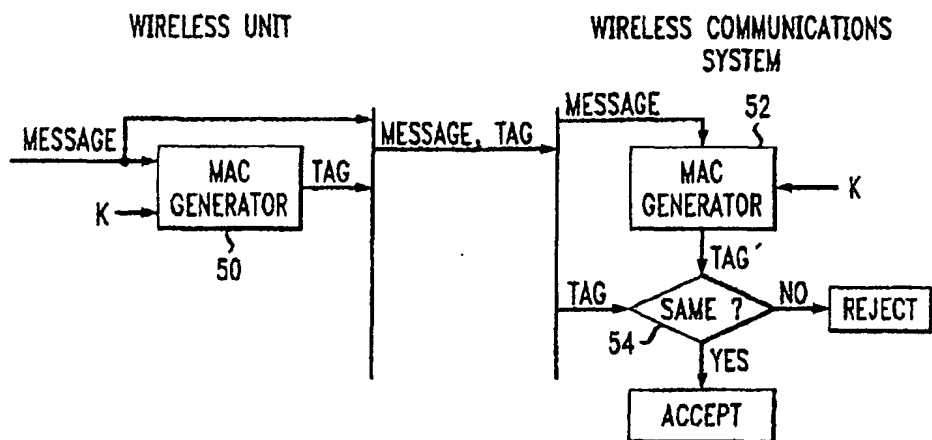 WIRELESS UNIT
WIRELESS COMMUNICATIONS
SYSTEM
MESSAGE
MAC
GENERATOR
K
50
TAG
MESSAGE, TAG
MESSAGE
52
MAC
GENERATOR
K
TAG´
TAG
SAME ?
54
NO
REJECT
YES
ACCEPT